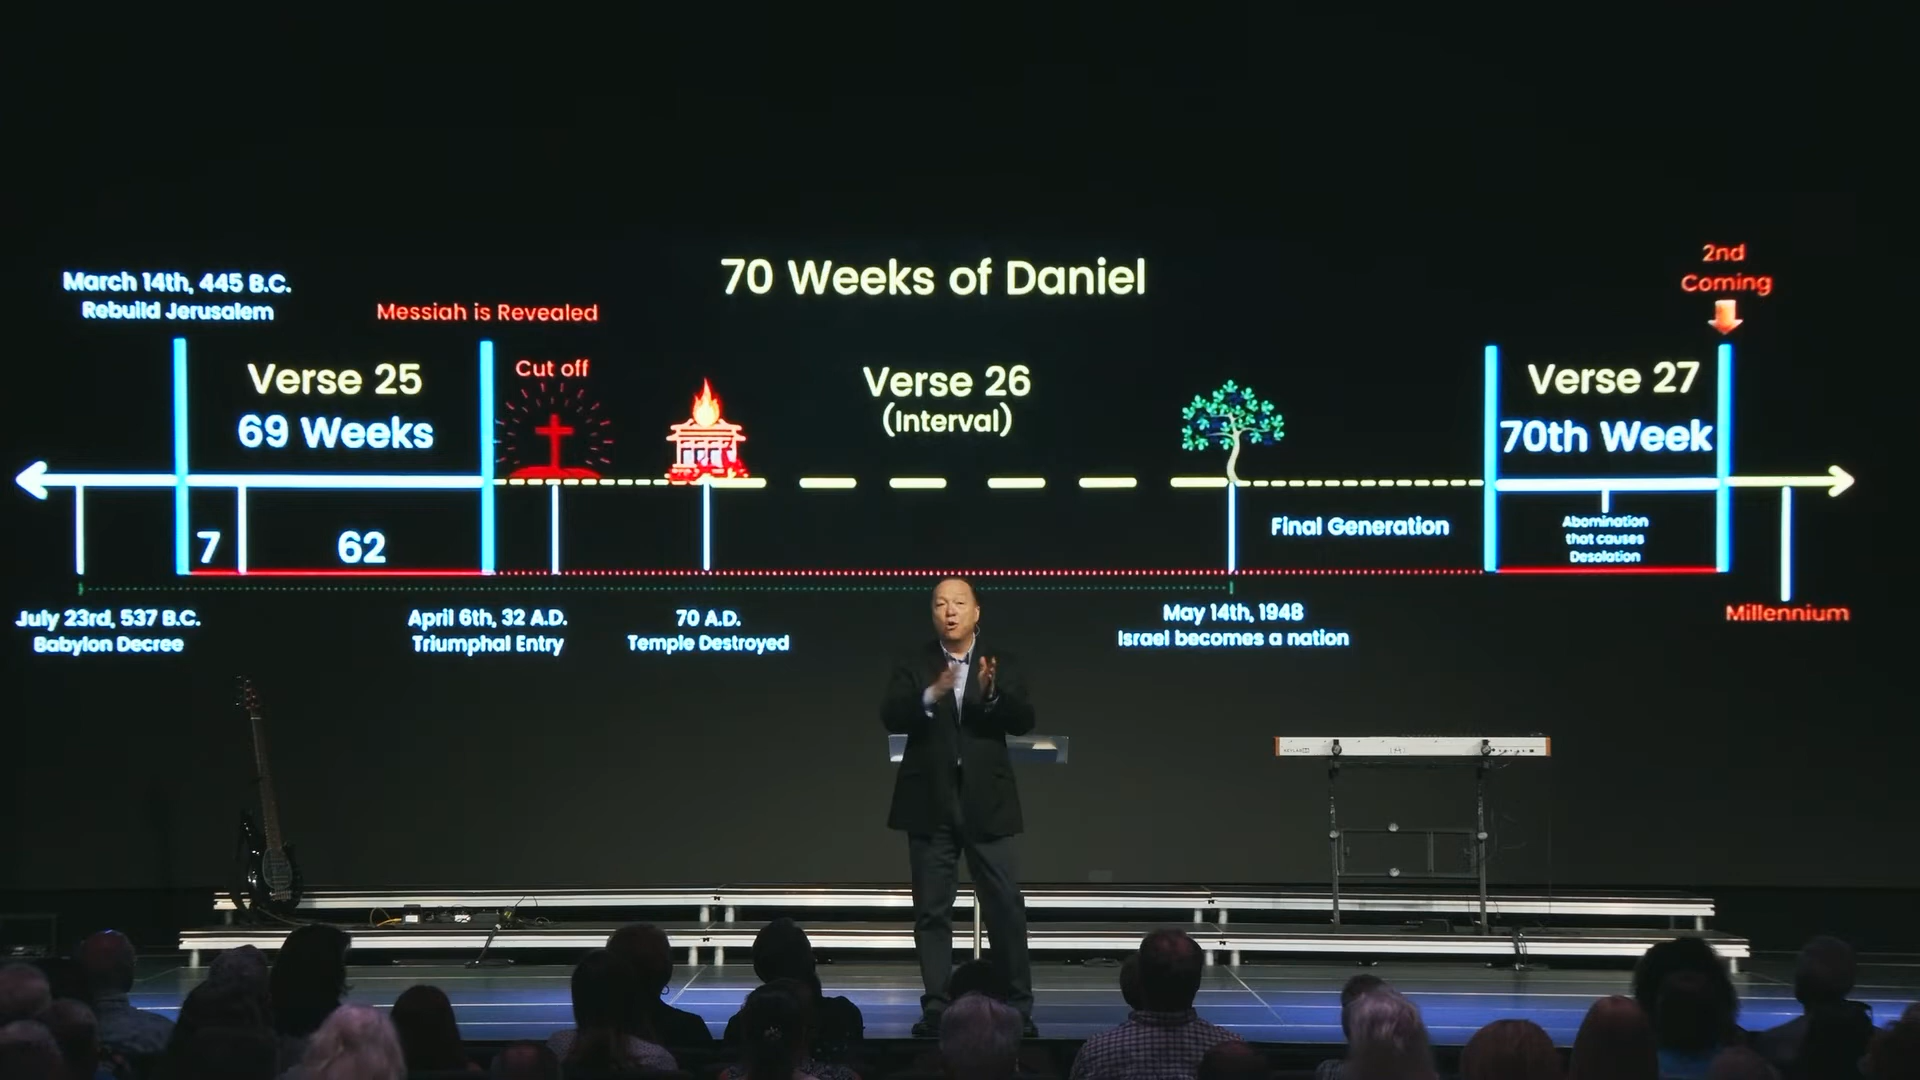 70 Weeks of Daniel
March 14th, 445 B.C.
Rebuild Jerusalem
Messiah is Revealed
2nd
Coming
Verse 25
69 Weeks
Cut off
Verse 26
(Interval)
Verse 27
70th Week
7
62
Final Generation
Abomination
that causes
Desolation
July 23rd, 537 B.C.
Babylon Decree
April 6th, 32 A.D.
Triumphal Entry
70 A.D.
Temple Destroyed
May 14th, 1948
Israel becomes a nation
Millennium